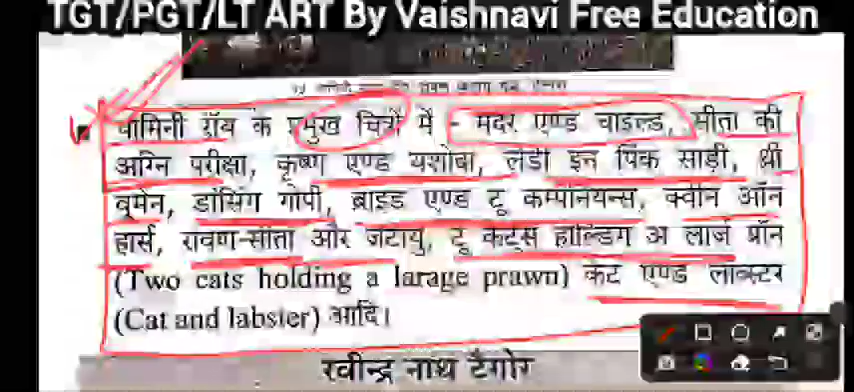 TGT/PGT/LT ART By Vaishnavi Free Education
यामिनी रॉय के प्रमुख चित्रों में - मदर एण्ड चाइल्ड, सीता की
अग्नि परीक्षा, कृष्ण एण्ड यशोदा, लेडी इन पिंक साड़ी, थ्री
वूमेन, डांसिंग गोपी, ब्राइड एण्ड टू कम्पेनियन्स, क्वीन ऑन
हार्स, रावण-सीता और जटायु, टू कैट्स होल्डिंग अ लार्ज प्रॉन
(Two cats holding a larage prawn) कैट एण्ड लाब्स्टर
(Cat and labster) आदि।
रवीन्द्र नाथ टैगोर